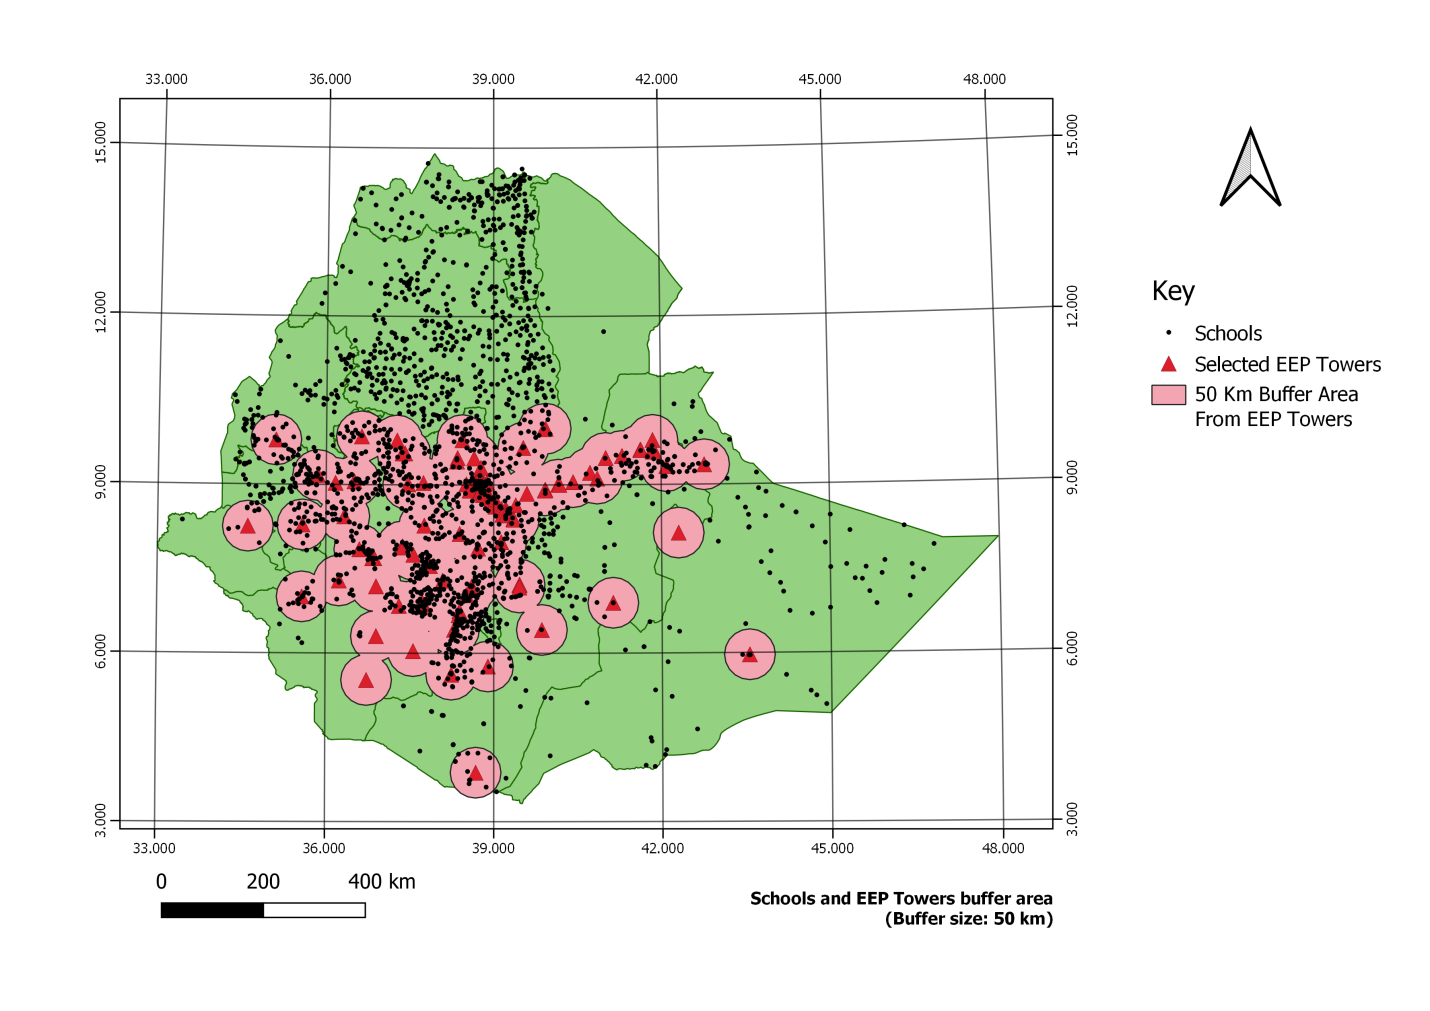 33.000 36.000 39.000 42.000 45.000 48.000
15.000 15.000
12.000 12.000
9.000 9.000
6.000 6.000
3.000 3.000
33.000 36.000 39.000 42.000 45.000 48.000
Key
Schools
Selected EEP Towers
50 Km Buffer Area
From EEP Towers
0 200 400 km
Schools and EEP Towers buffer area
(Buffer size: 50 km)